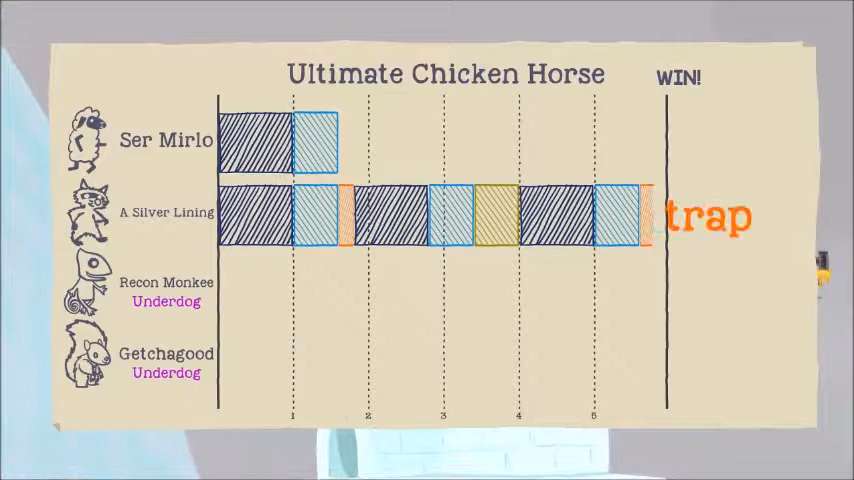 Ultimate Chicken Horse
WIN!
Ser Mirlo
A Silver Lining
trap
Recon Monkee
Underdog
Getchagood
Underdog
1 2 3 4 5